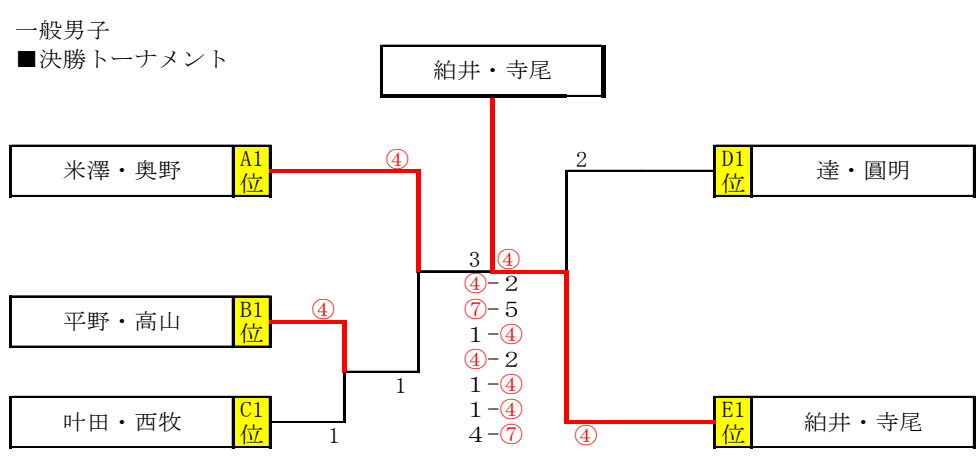 一般男子
■決勝トーナメント
紬井・寺尾
米澤・奥野
A1
位
④
2
D1
位
達・圓明
3 ④
④-2
⑦-5
1-④
④-2
1-④
1-④
4-⑦
平野・高山
B1
位
④
1
叶田・西牧
C1
位
1
④
E1
位
紬井・寺尾